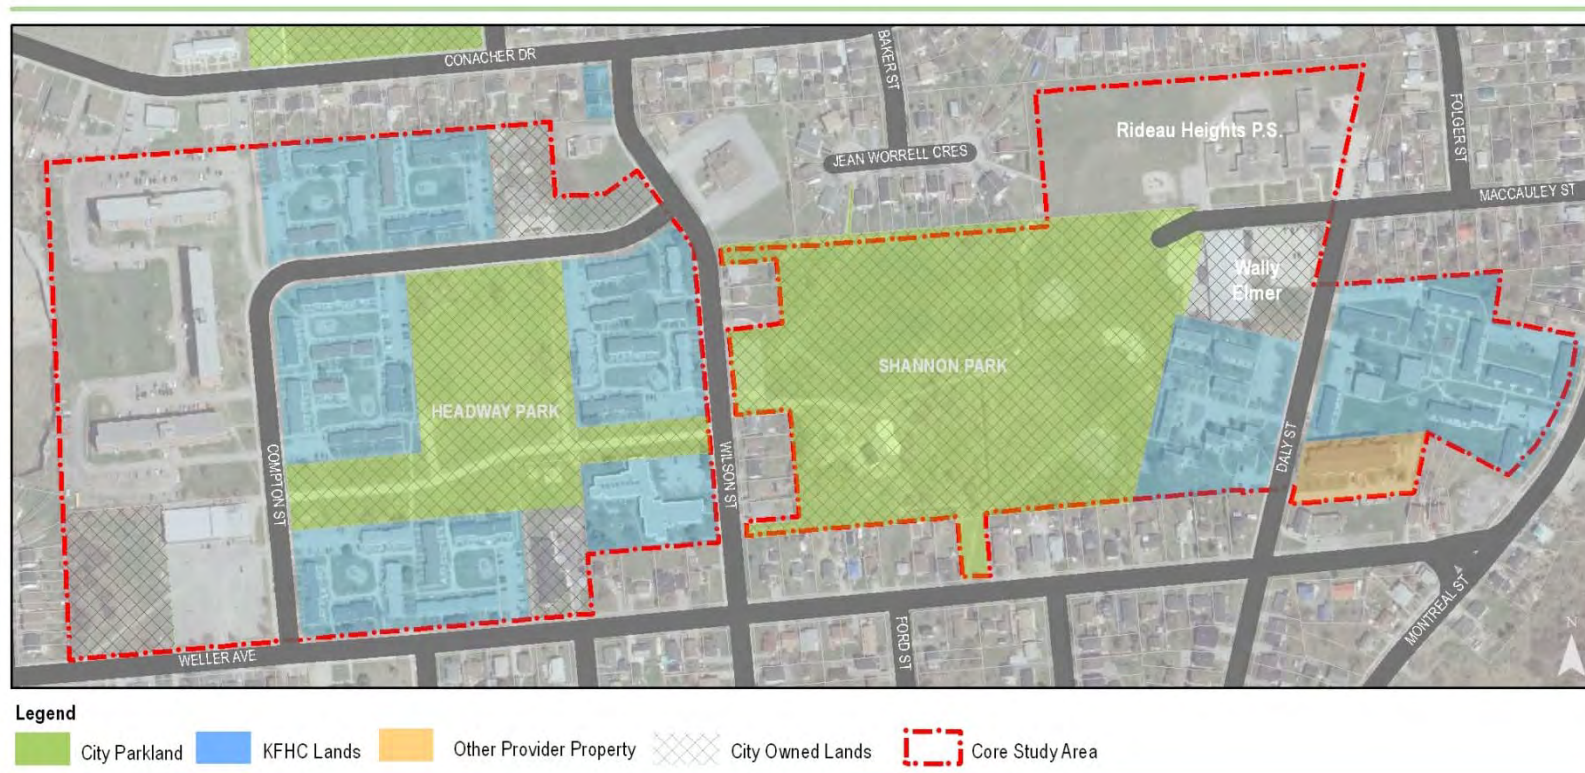 CONACHER DR
BAKER ST
FOLGER ST
Rideau Heights P.S.
JEAN WORRELL CRES
MACCAULEY ST
Wally
Elmer
SHANNON PARK
HEADWAY PARK
COMPTON ST
WILSON ST
DALY ST
MONTREAL ST
FORD ST
WELLER AVE
N
Legend
City Parkland
KFHC Lands
Other Provider Property
City Owned Lands
Core Study Area